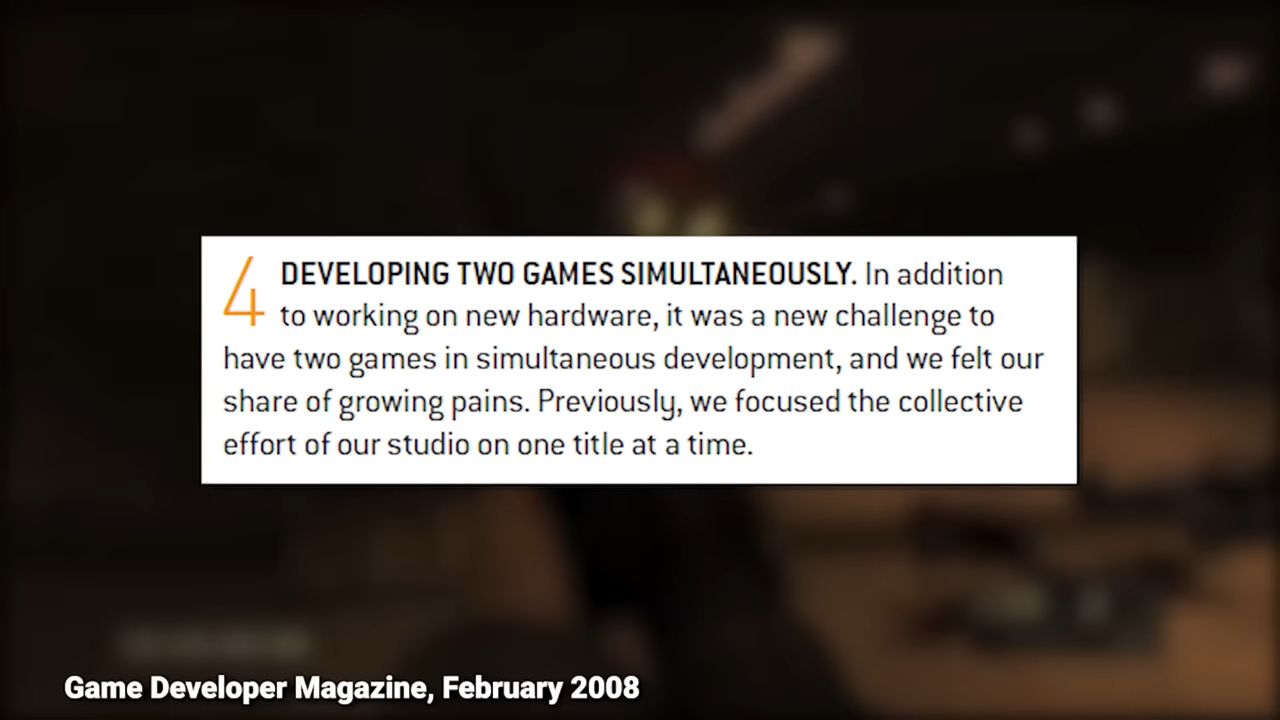 4 DEVELOPING TWO GAMES SIMULTANEOUSLY. In addition
to working on new hardware, it was a new challenge to
have two games in simultaneous development, and we felt our
share of growing pains. Previously, we focused the collective
effort of our studio on one title at a time.
Game Developer Magazine, February 2008